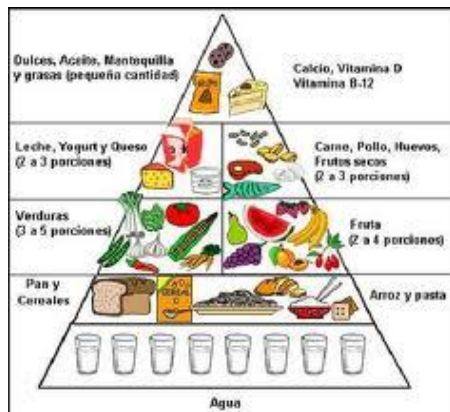 Dulces, Aceite, Mantequilla
y grasas (pequeña cantidad)
Calcio, Vitamina D
Vitamina B-12
Leche, Yogurt y Queso
(2 a 3 porciones)
Carne, Pollo, Huevos,
Frutos secos
(2 a 3 porciones)
Verduras
(3 a 5 porciones)
Fruta
(2 a 4 porciones)
Pan y
Cereales
CEREAL
Arroz y pasta
Agua